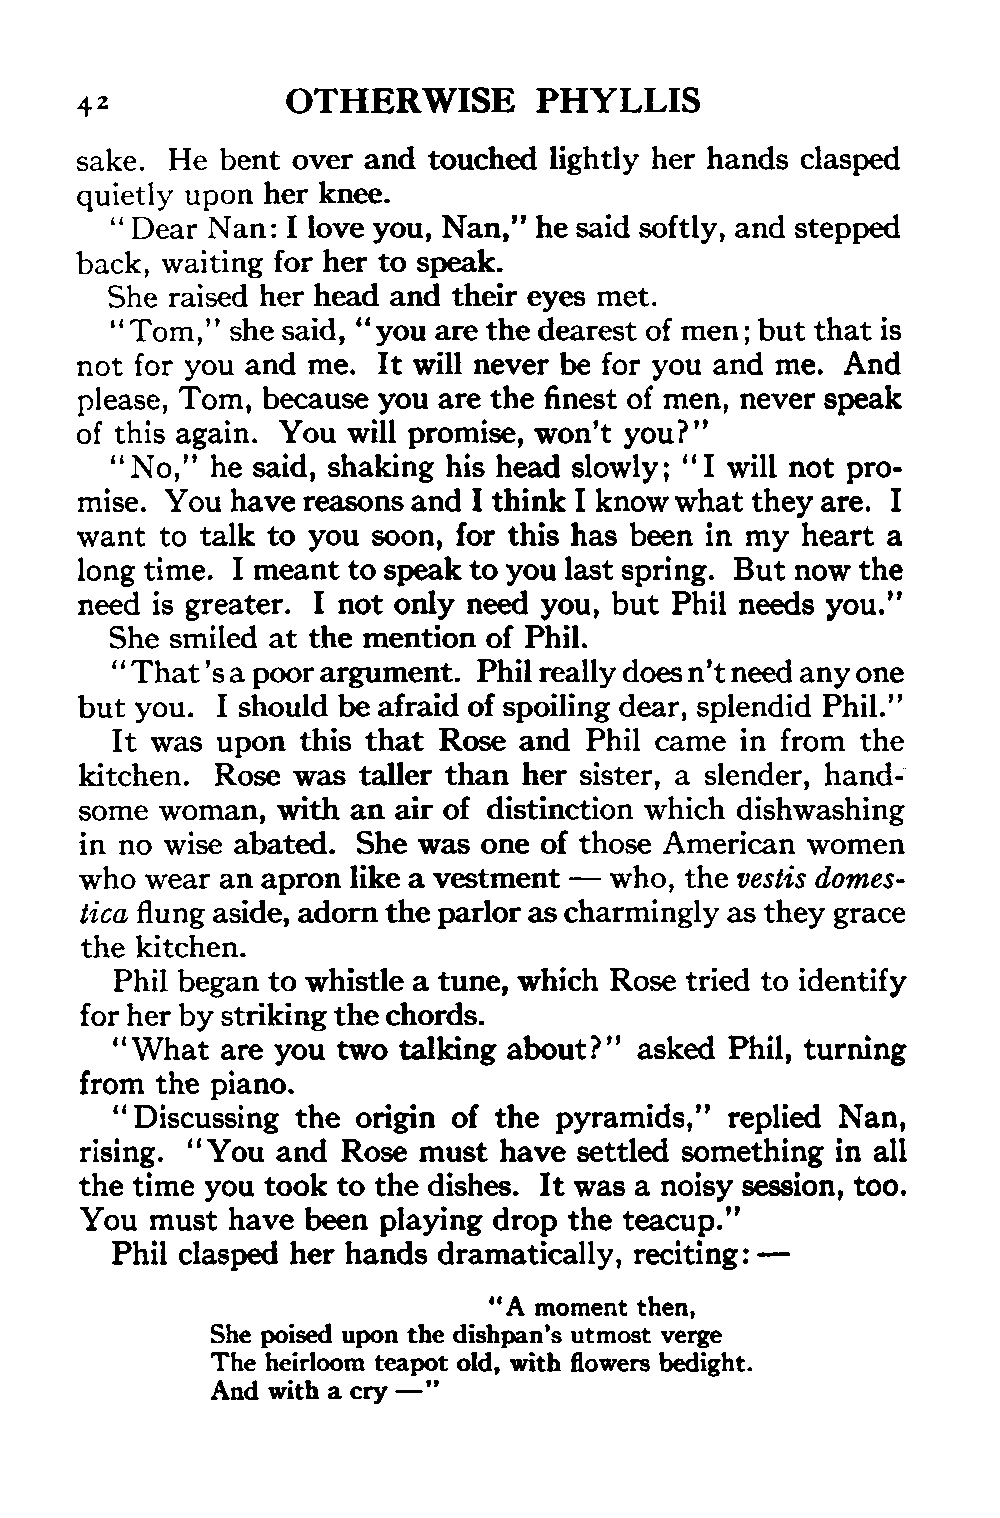 42 OTHERWISE PHYLLIS
sake. He bent over and touched lightly her hands clasped
quietly upon her knee.
"Dear Nan: I love you, Nan," he said softly, and stepped
back, waiting for her to speak.
She raised her head and their eyes met.
"Tom," she said, "you are the dearest of men; but that is
not for you and me. It will never be for you and me. And
please, Tom, because you are the finest of men, never speak
of this again. You will promise, won't you?"
"No," he said, shaking his head slowly; "I will not pro-
mise. You have reasons and I think I know what they are. I
want to talk to you soon, for this has been in my heart a
long time. I meant to speak to you last spring. But now the
need is greater. I not only need you, but Phil needs you."
She smiled at the mention of Phil.
"That's a poor argument. Phil really doesn't need any one
but you. I should be afraid of spoiling dear, splendid Phil."
It was upon this that Rose and Phil came in from the
kitchen. Rose was taller than her sister, a slender, hand-
some woman, with an air of distinction which dishwashing
in no wise abated. She was one of those American women
who wear an apron like a vestment — who, the vestis domes-
tica flung aside, adorn the parlor as charmingly as they grace
the kitchen.
Phil began to whistle a tune, which Rose tried to identify
for her by striking the chords.
"What are you two talking about?" asked Phil, turning
from the piano.
"Discussing the origin of the pyramids," replied Nan,
rising. "You and Rose must have settled something in all
the time you took to the dishes. It was a noisy session, too.
You must have been playing drop the teacup."
Phil clasped her hands dramatically, reciting: —
"A moment then,
She poised upon the dishpan's utmost verge
The heirloom teapot old, with flowers bedight.
And with a cry —"